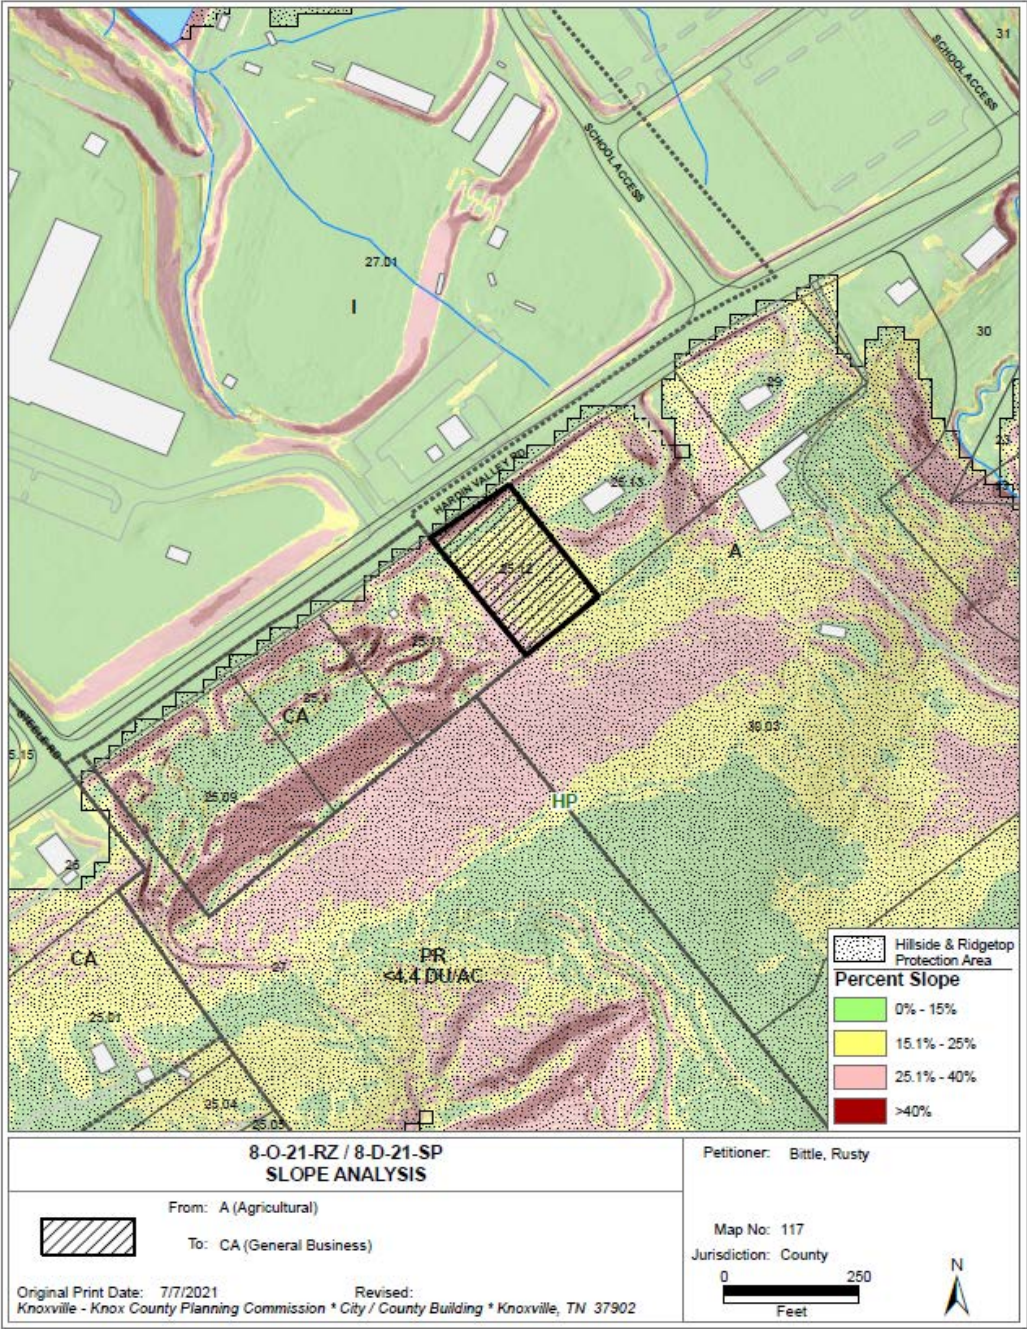 31
SCHOOL ACCESS
SCHOOL ACCESS
27.01
I
30
29
23
HARDIN VALLEY RD
25.13
25.12
A
25.11
25.1
CA
38.03
STEELE RD
5.15
25.09
HP
26
CA
PR
<4.4 DU/AC
27
25.01
25.04
25.05
Hillside & Ridgetop
Protection Area
Percent Slope
0% - 15%
15.1% - 25%
25.1% - 40%
>40%
8-O-21-RZ / 8-D-21-SP
SLOPE ANALYSIS
From: A (Agricultural)
To: CA (General Business)
Original Print Date: 7/7/2021 Revised:
Knoxville - Knox County Planning Commission * City / County Building * Knoxville, TN 37902
Petitioner: Bittle, Rusty
Map No: 117
Jurisdiction: County
0 250
Feet
N